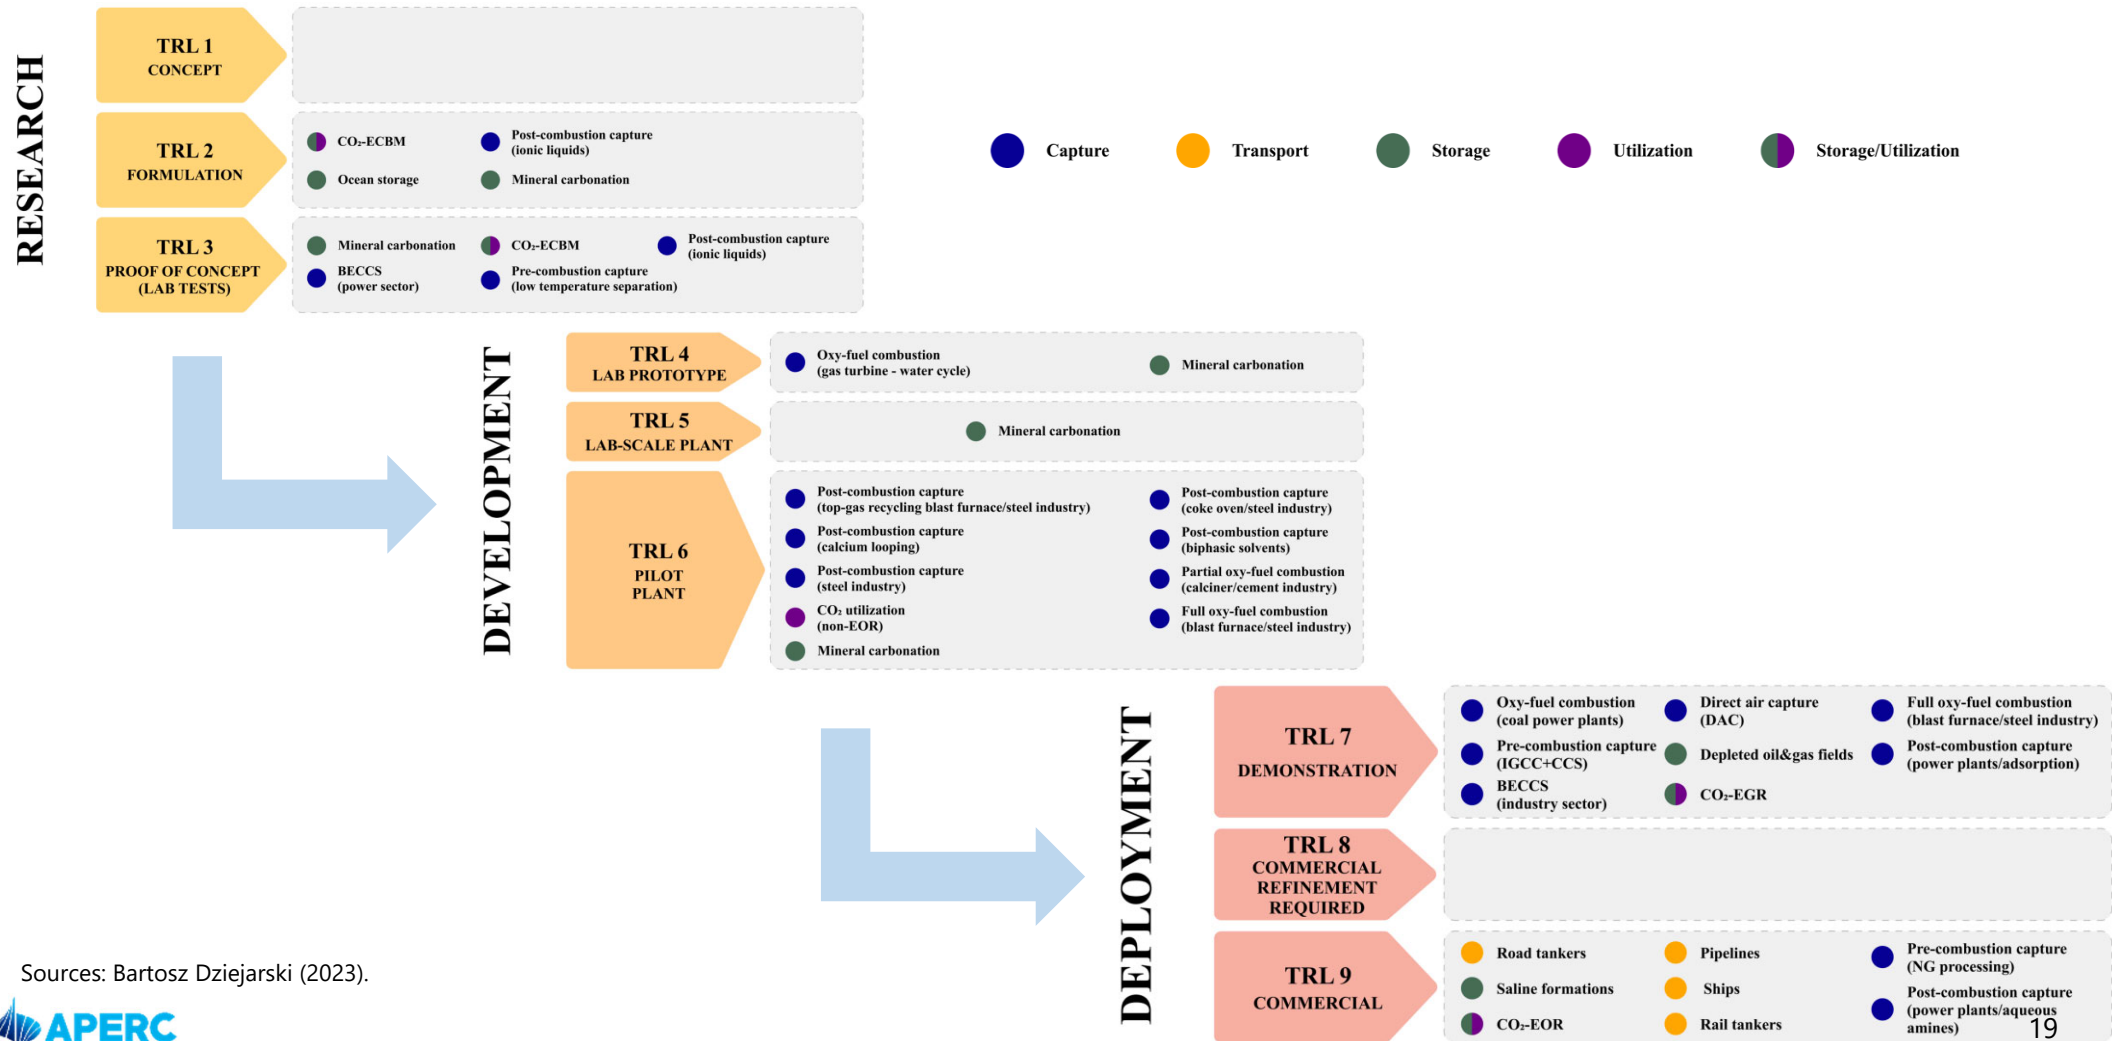 RESEARCH
TRL 1
CONCEPT
TRL 2
FORMULATION
CO₂-ECBM
Post-combustion capture
(ionic liquids)
Ocean storage
Mineral carbonation
TRL 3
PROOF OF CONCEPT
(LAB TESTS)
Mineral carbonation
CO₂-ECBM
Post-combustion capture
(ionic liquids)
BECCS
(power sector)
Pre-combustion capture
(low temperature separation)
Capture
Transport
Storage
Utilization
Storage/Utilization
DEVELOPMENT
TRL 4
LAB PROTOTYPE
Oxy-fuel combustion
(gas turbine - water cycle)
Mineral carbonation
TRL 5
LAB-SCALE PLANT
Mineral carbonation
TRL 6
PILOT
PLANT
Post-combustion capture
(top-gas recycling blast furnace/steel industry)
Post-combustion capture
(coke oven/steel industry)
Post-combustion capture
(calcium looping)
Post-combustion capture
(biphasic solvents)
Post-combustion capture
(steel industry)
Partial oxy-fuel combustion
(calciner/cement industry)
CO₂ utilization
(non-EOR)
Full oxy-fuel combustion
(blast furnace/steel industry)
Mineral carbonation
DEPLOYMENT
TRL 7
DEMONSTRATION
Oxy-fuel combustion
(coal power plants)
Direct air capture
(DAC)
Full oxy-fuel combustion
(blast furnace/steel industry)
Pre-combustion capture
(IGCC+CCS)
Depleted oil&gas fields
Post-combustion capture
(power plants/adsorption)
BECCS
(industry sector)
CO₂-EGR
TRL 8
COMMERCIAL
REFINEMENT
REQUIRED
TRL 9
COMMERCIAL
Road tankers
Pipelines
Pre-combustion capture
(NG processing)
Saline formations
Ships
Post-combustion capture
(power plants/aqueous
amines)
CO₂-EOR
Rail tankers
Sources: Bartosz Dziejarski (2023).
APERC
19